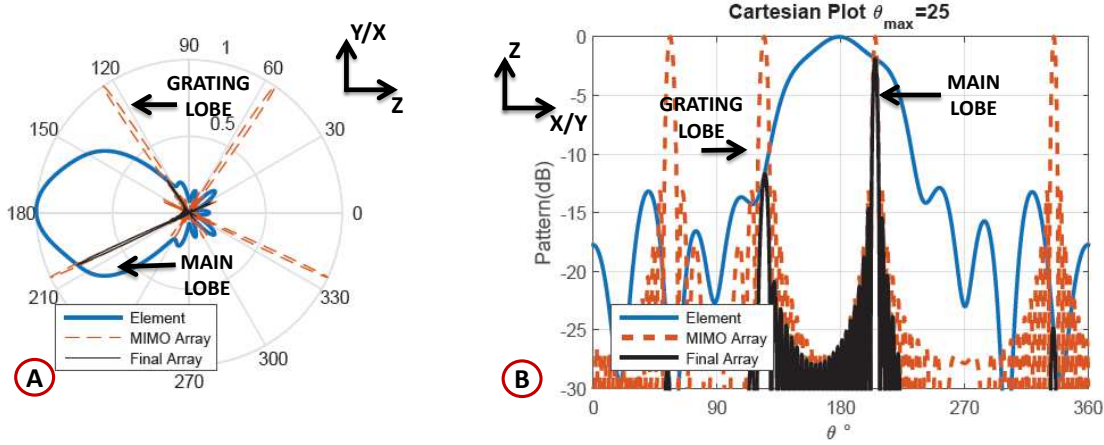 Y/X
Z
90
1
120
60
GRATING
LOBE
150
0.5
30
180
0
MAIN
LOBE
210
330
Element
MIMO Array
Final Array
300
270
A
Cartesian Plot θmax=25
Z
X/Y
0
-5
-10
-15
-20
-25
-30
Pattern(dB)
GRATING
LOBE
MAIN
LOBE
Element
MIMO Array
Final Array
0
90
180
270
360
θ °
B